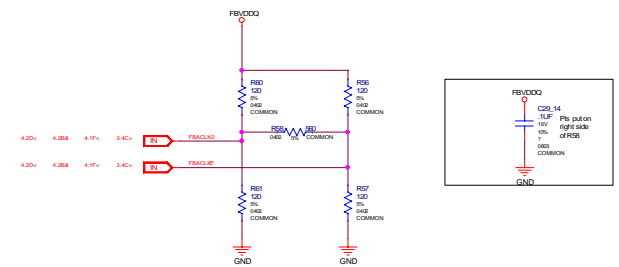 FBVDDQ
R60
120
5%
0402
COMMON
R56
120
5%
0402
COMMON
R58 560
0402 5% COMMON
4.2D< 4.2B< 4.1F< 3.4C> IN FBACLK0
4.2D< 4.2B< 4.1F< 3.4C> IN
R61
120
5%
0402
COMMON
R57
120
5%
0402
COMMON
GND
GND
FBVDDQ
C29_14
.1UF
16V
10%
?
0603
COMMON
Pls put on
right side
of R58
GND